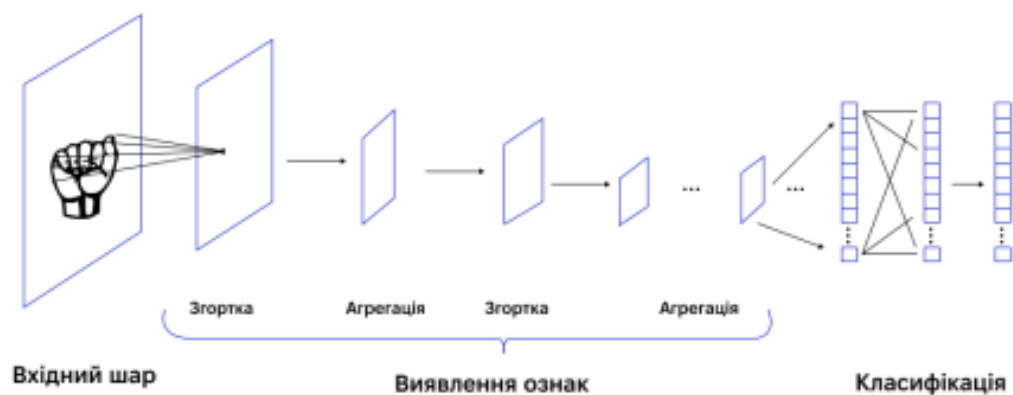 Згортка
Агрегація
Згортка
Агрегація
Вхідний шар
Виявлення ознак
Класифікація